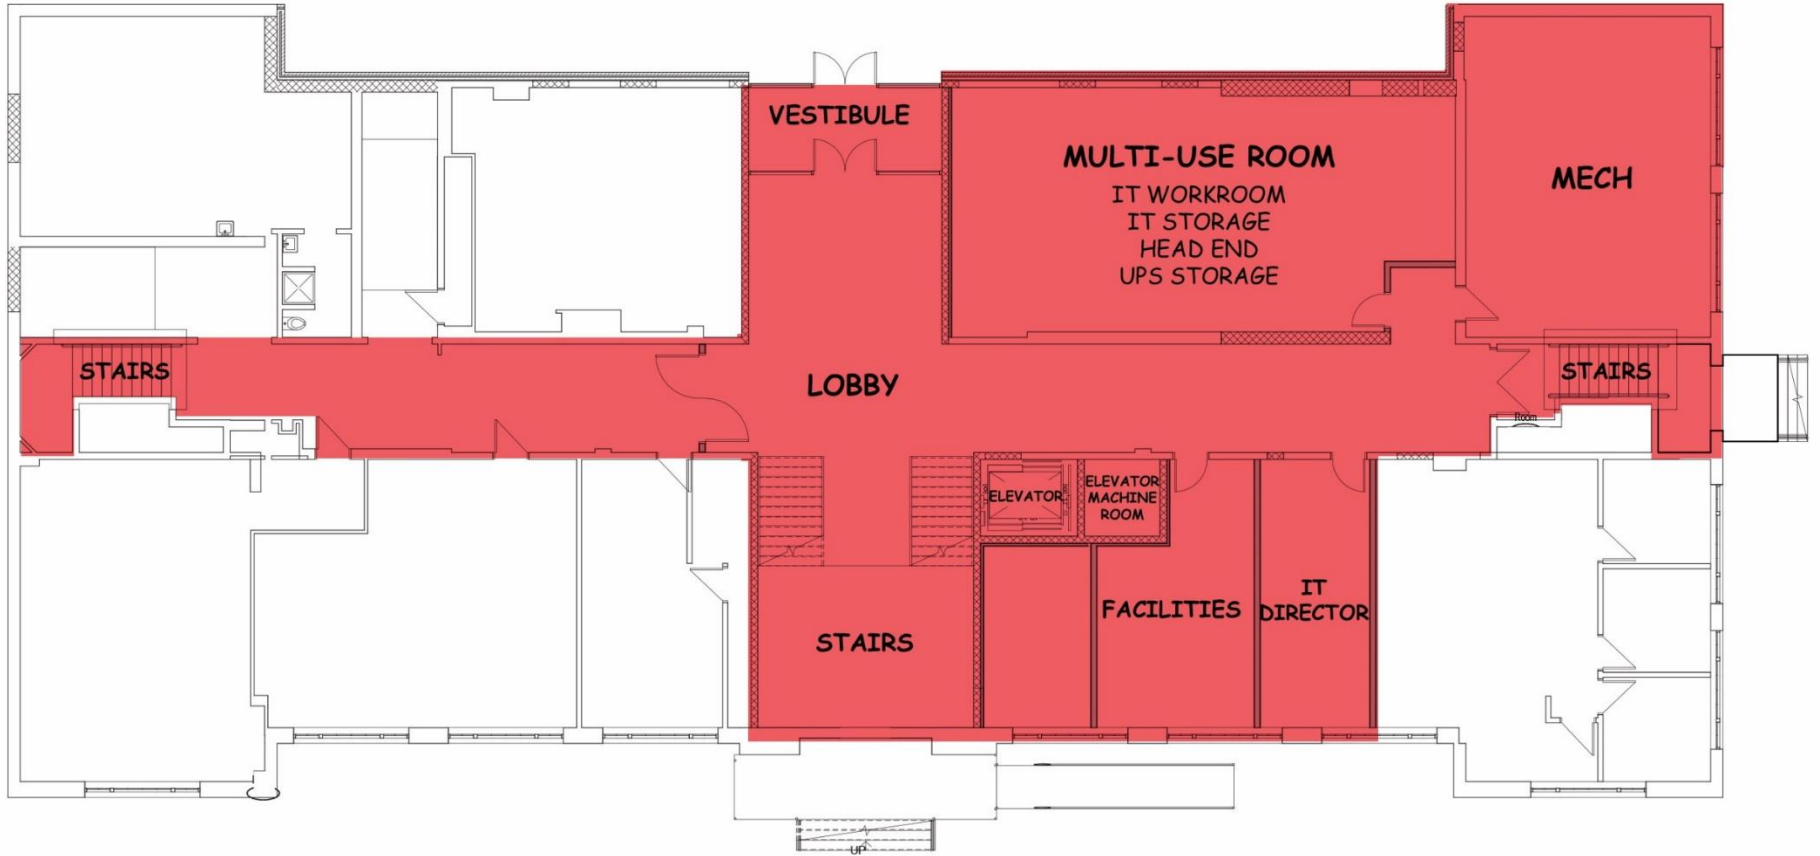 VESTIBULE
MULTI-USE ROOM
IT WORKROOM
IT STORAGE
HEAD END
UPS STORAGE
MECH
STAIRS
LOBBY
STAIRS
Room
ELEVATOR
ELEVATOR
MACHINE
ROOM
STAIRS
FACILITIES
IT
DIRECTOR
UP